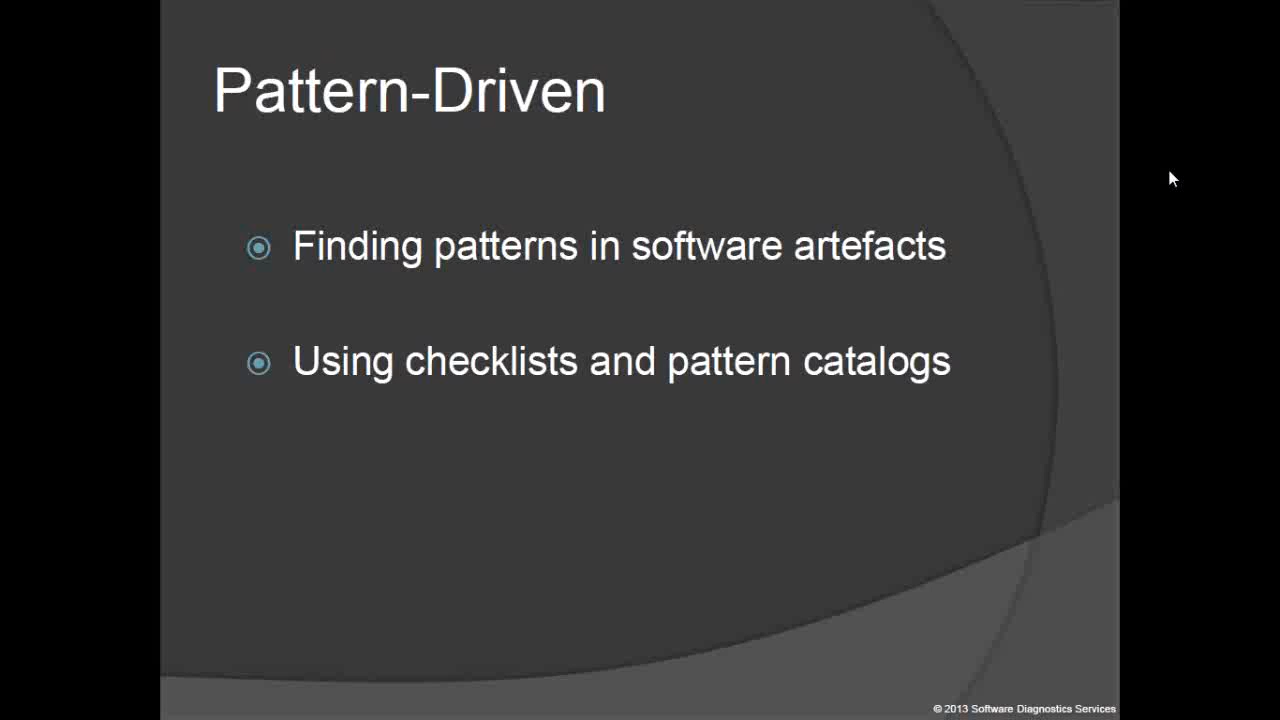 Pattern-Driven
Finding patterns in software artefacts
Using checklists and pattern catalogs
© 2013 Software Diagnostics Services